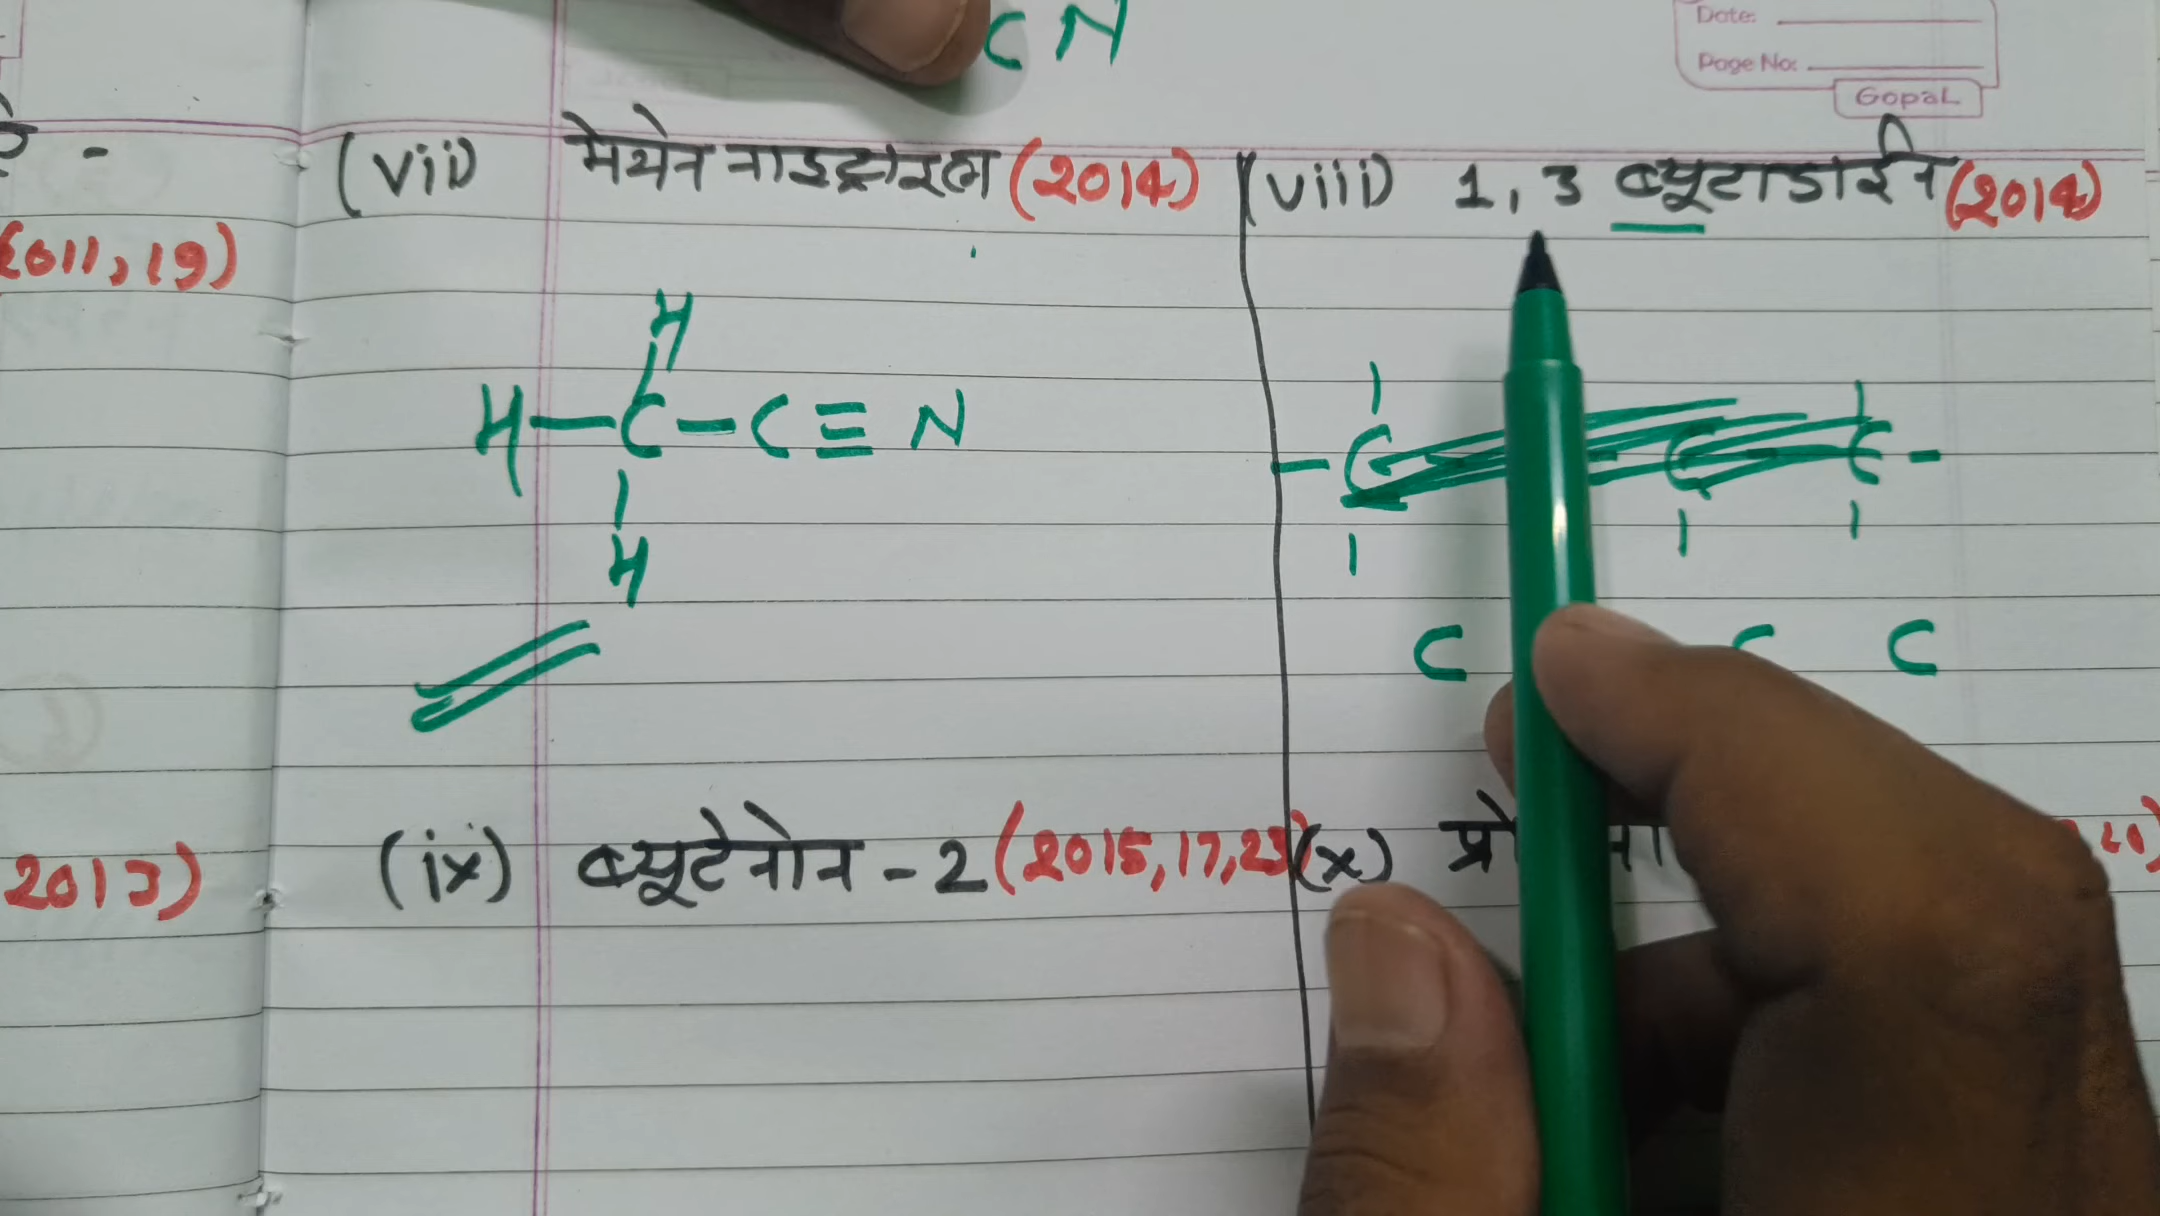 CN
Date:
Page No:
Gopal
(vii) मेथेन नाइट्राइल (2014)
(viii) 1, 3 ब्यूटाडाईन (2014)
(2011, 19)
H
H-C-C≡N
H
C C C
C C C
(ix) ब्यूटेनोन-2 (2015, 17, 23)
(x)